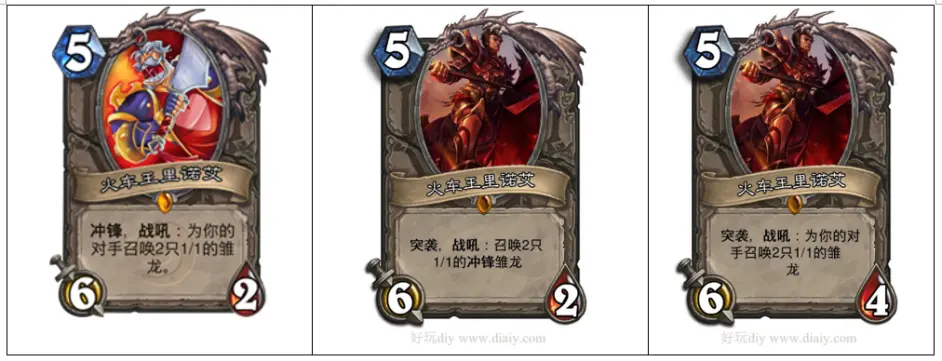 5
火车王里诺艾
冲锋，战吼：为你的
对手召唤2只1/1的雏
龙。
6
2
5
火车王里诺艾
突袭，战吼：召唤2只
1/1的冲锋雏龙
6
2
好玩diy www.diaiy.com
5
火车王里诺艾
突袭，战吼：为你的对
手召唤2只1/1的雏
龙
6
4
好玩diy www.diaiy.com